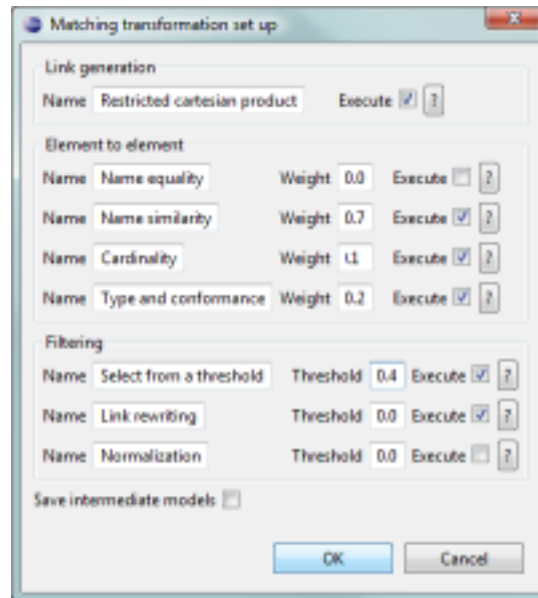 Matching transformation set up
Link generation
Name Restricted cartesian product Execute ?
Element to element
Name Name equality Weight 0.0 Execute ?
Name Name similarity Weight 0.7 Execute ?
Name Cardinality Weight .1 Execute ?
Name Type and conformance Weight 0.2 Execute ?
Filtering
Name Select from a threshold Threshold 0.4 Execute ?
Name Link rewriting Threshold 0.0 Execute ?
Name Normalization Threshold 0.0 Execute ?
Save intermediate models
OK Cancel